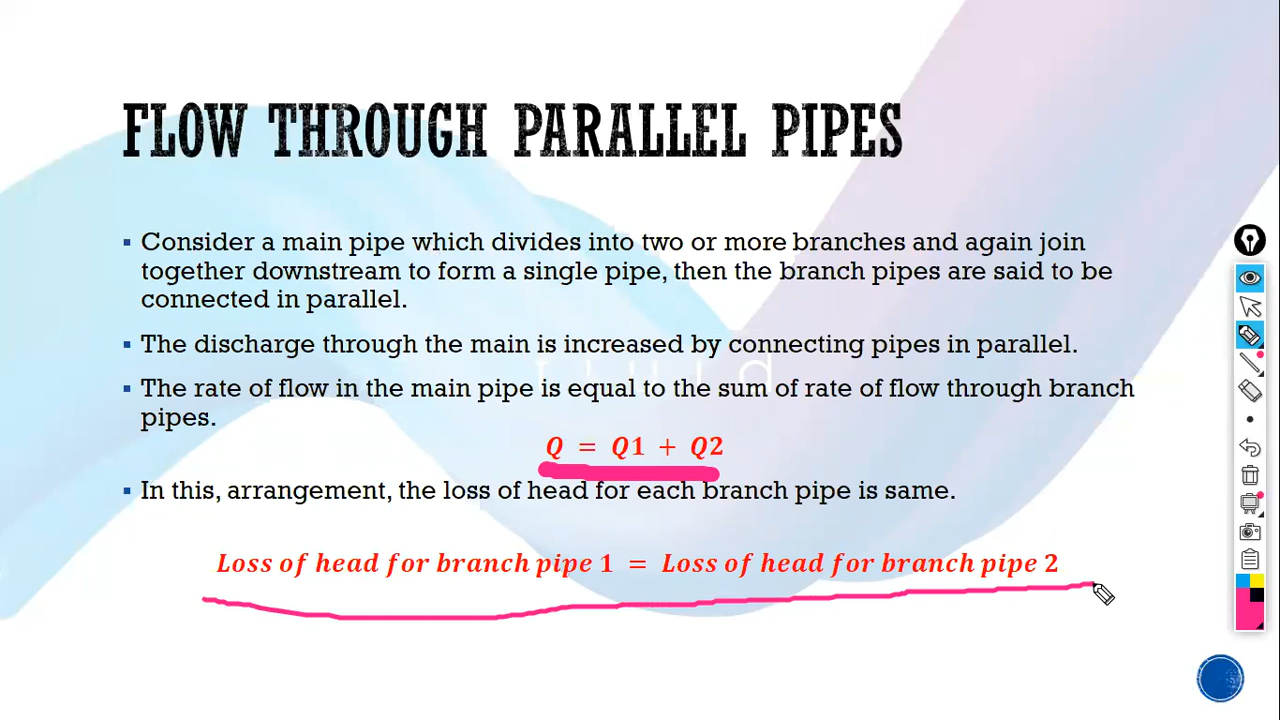 FLOW THROUGH PARALLEL PIPES
▪ Consider a main pipe which divides into two or more branches and again join
together downstream to form a single pipe, then the branch pipes are said to be
connected in parallel.
▪ The discharge through the main is increased by connecting pipes in parallel.
fluid
▪ The rate of flow in the main pipe is equal to the sum of rate of flow through branch
pipes.
Q = Q1 + Q2
▪ In this, arrangement, the loss of head for each branch pipe is same.
Loss of head for branch pipe 1 = Loss of head for branch pipe 2